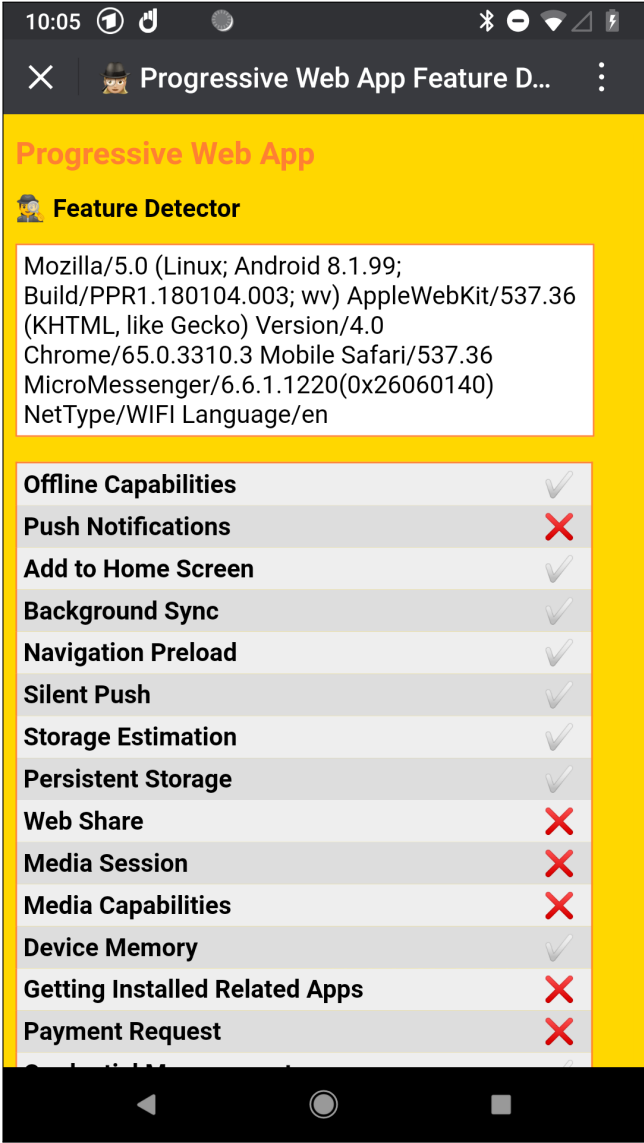 10:05
Progressive Web App Feature D...
Progressive Web App
Feature Detector
Mozilla/5.0 (Linux; Android 8.1.99;
Build/PPR1.180104.003; wv) AppleWebKit/537.36
(KHTML, like Gecko) Version/4.0
Chrome/65.0.3310.3 Mobile Safari/537.36
MicroMessenger/6.6.1.1220(0x26060140)
NetType/WIFI Language/en
Offline Capabilities
Push Notifications
Add to Home Screen
Background Sync
Navigation Preload
Silent Push
Storage Estimation
Persistent Storage
Web Share
Media Session
Media Capabilities
Device Memory
Getting Installed Related Apps
Payment Request